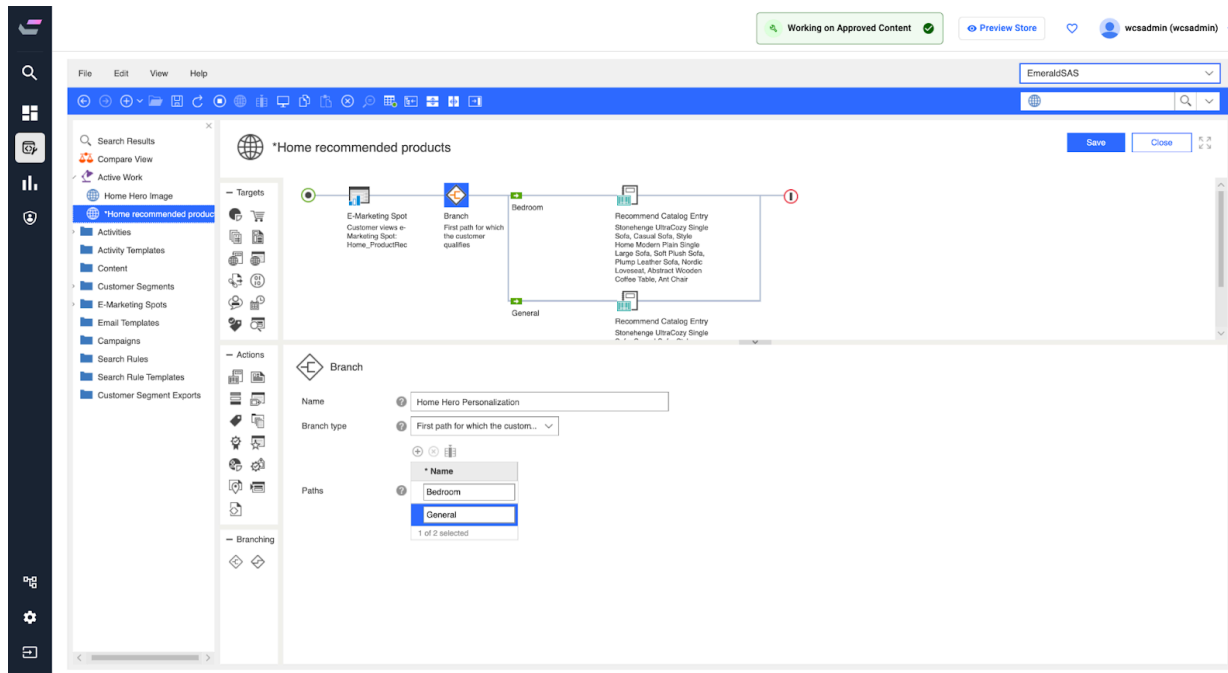 Working on Approved Content
Preview Store
wcsadmin (wcsadmin)
File Edit View Help
EmeraldSAS
Search Results
Compare View
Active Work
Home Hero Image
*Home recommended produc
Activities
Activity Templates
Content
Customer Segments
E-Marketing Spots
Email Templates
Campaigns
Search Rules
Search Rule Templates
Customer Segment Exports
*Home recommended products
Save
Close
Targets
Actions
Branching
E-Marketing Spot
Customer views e-
Marketing Spot:
Home_ProductRec
Branch
First path for which
the customer
qualifies
Bedroom
Recommend Catalog Entry
Stonehenge UltraCozy Single
Sofa, Casual Sofa, Style
Home Modern Plain Single
Large Sofa, Soft Plush Sofa,
Plump Leather Sofa, Nordic
Loveseat, Abstract Wooden
Coffee Table, Ant Chair
General
Recommend Catalog Entry
Stonehenge UltraCozy Single
Branch
Name
Home Hero Personalization
Branch type
First path for which the custom...
* Name
Paths
Bedroom
General
1 of 2 selected